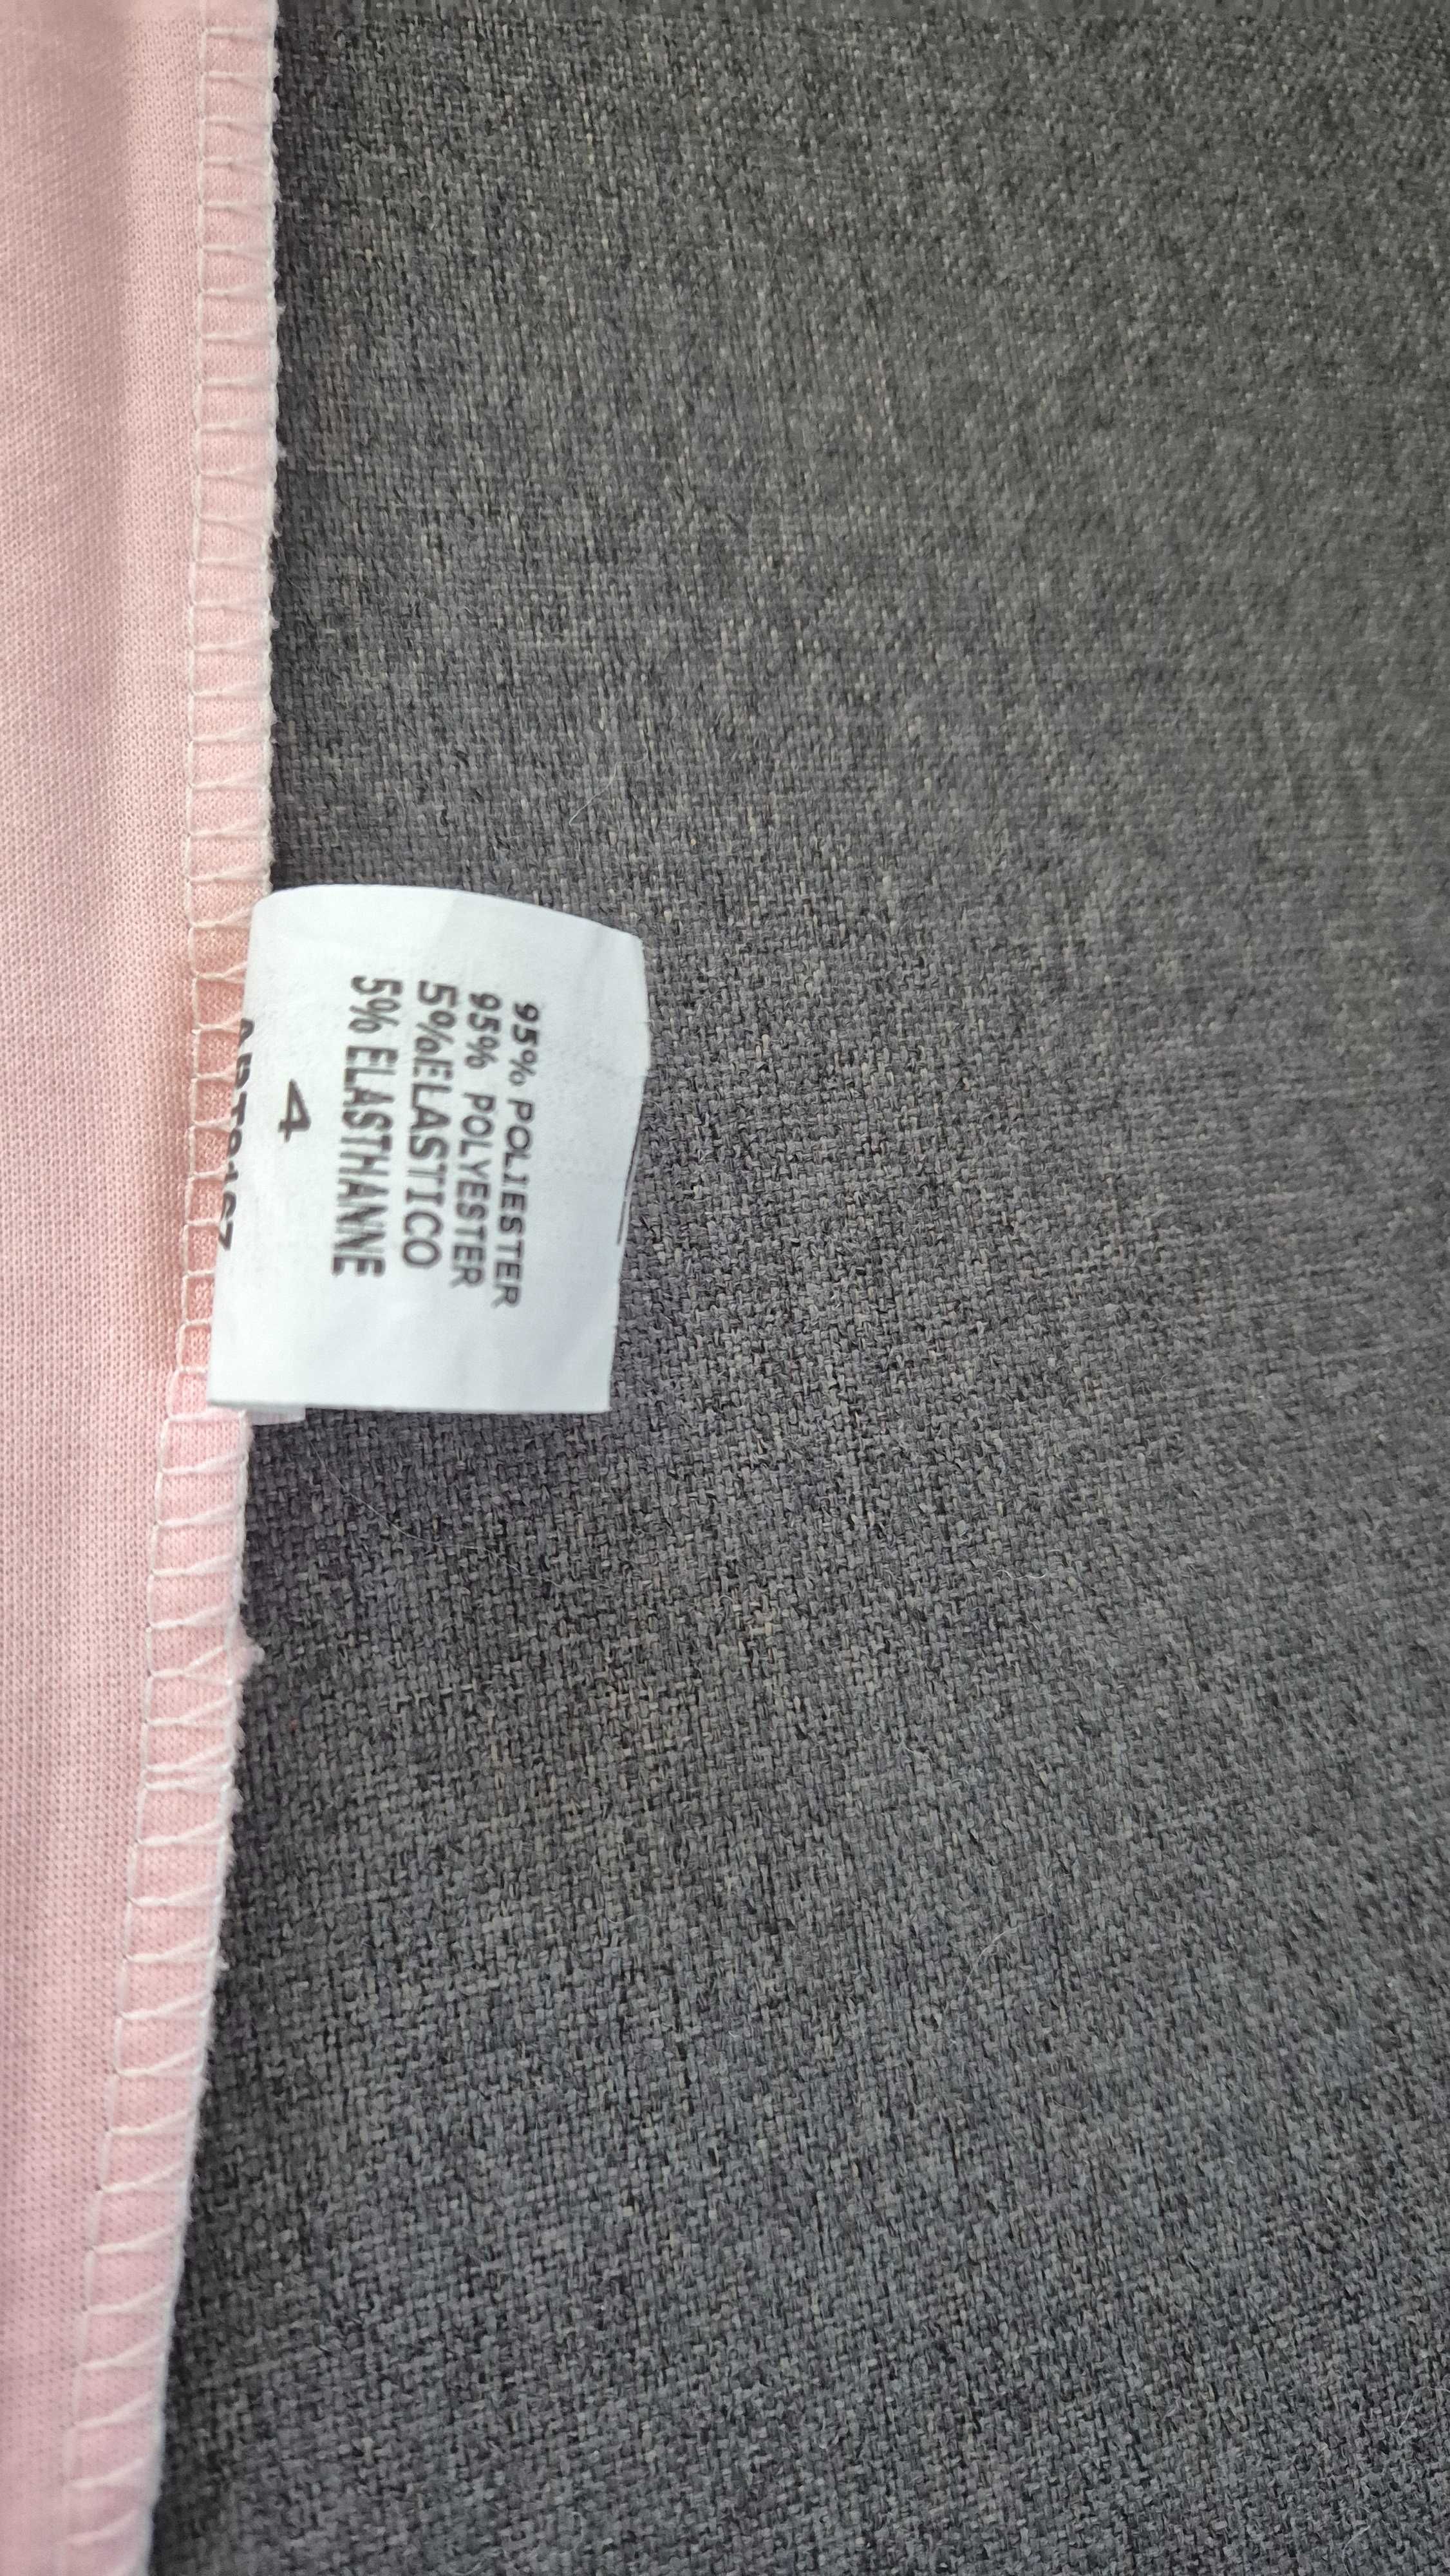 95% POLIESTER
95% POLYESTER
5%ELASTICO
5% ELASTHANNE
4